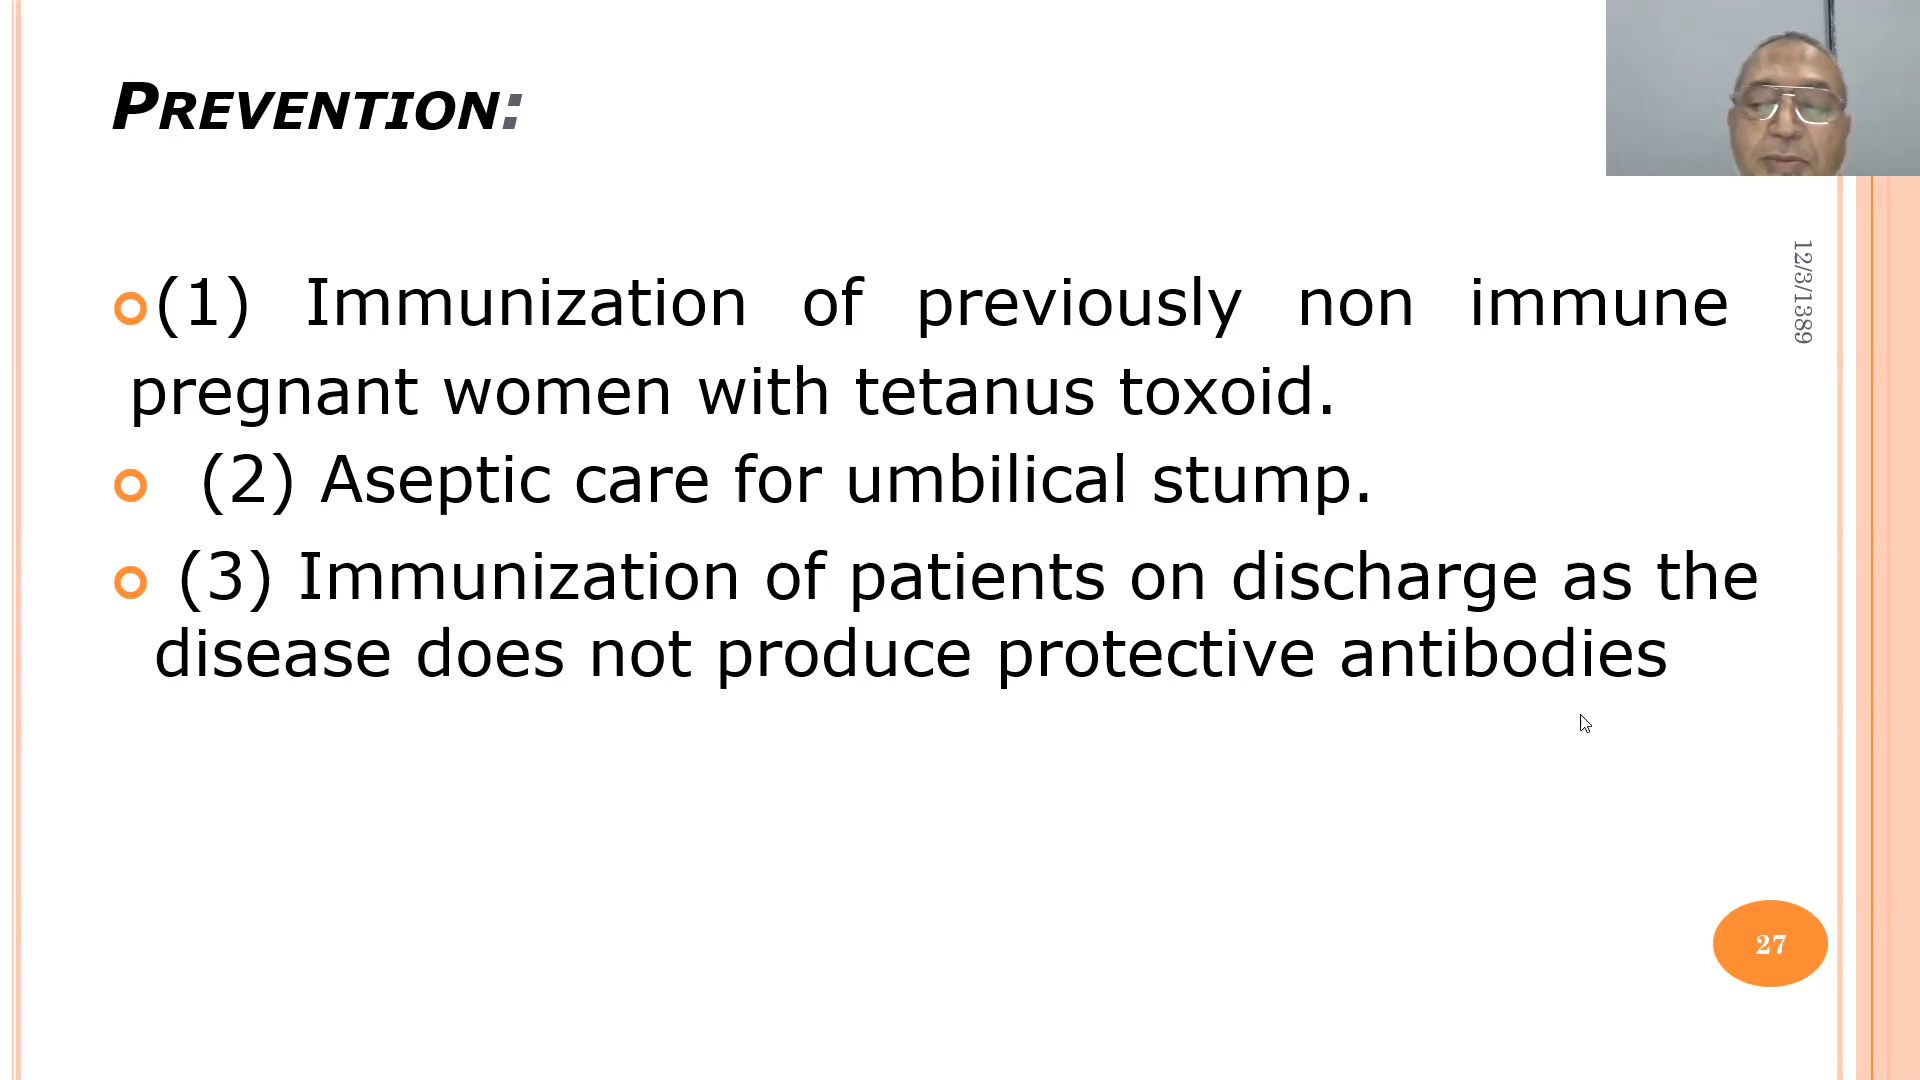 PREVENTION:
(1) Immunization of previously non immune
pregnant women with tetanus toxoid.
(2) Aseptic care for umbilical stump.
(3) Immunization of patients on discharge as the
disease does not produce protective antibodies
12/3/1389
27